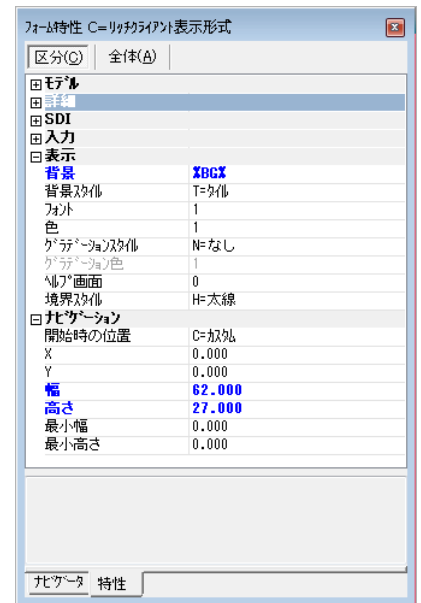 ﾌｫｰﾑ特性 C=ﾘｯﾁｸﾗｲｱﾝﾄ表示形式
区分(C) 全体(A)
ﾓﾃﾞﾙ
詳細
SDI
入力
表示
背景 %BG%
背景ｽﾀｲﾙ T=ﾀｲﾙ
ﾌｫﾝﾄ 1
色 1
ｸﾞﾗﾃﾞｰｼｮﾝｽﾀｲﾙ N=なし
ｸﾞﾗﾃﾞｰｼｮﾝ色 1
ﾍﾙﾌﾟ画面 0
境界ｽﾀｲﾙ H=太線
ﾅﾋﾞｹﾞｰｼｮﾝ
開始時の位置 C=ｶｽﾀﾑ
X 0.000
Y 0.000
幅 62.000
高さ 27.000
最小幅 0.000
最小高さ 0.000
ﾅﾋﾞｹﾞｰﾀ 特性